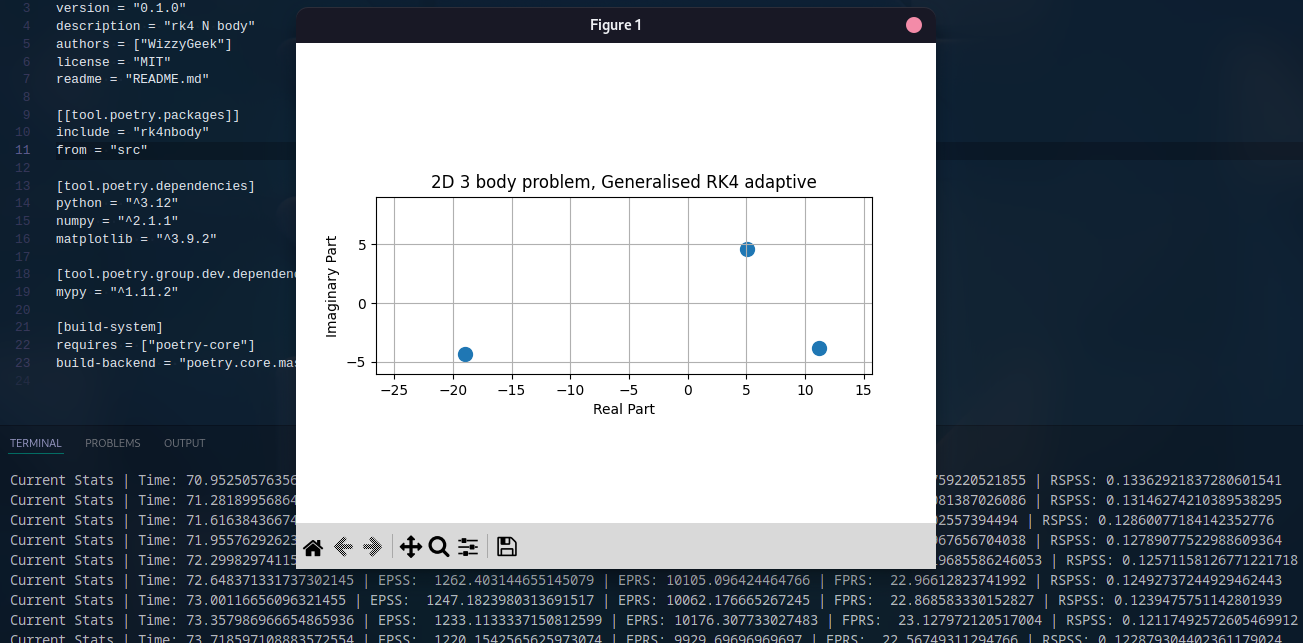 3 version = "0.1.0"
4 description = "rk4 N body"
5 authors = ["WizzyGeek"]
6 license = "MIT"
7 readme = "README.md"
8
9 [[tool.poetry.packages]]
10 include = "rk4nbody"
11 from = "src"
12
13 [tool.poetry.dependencies]
14 python = "^3.12"
15 numpy = "^2.1.1"
16 matplotlib = "^3.9.2"
17
18 [tool.poetry.group.dev.dependenc
19 mypy = "^1.11.2"
20
21 [build-system]
22 requires = ["poetry-core"]
23 build-backend = "poetry.core.mas
24
Figure 1
2D 3 body problem, Generalised RK4 adaptive
Imaginary Part
5
0
−5
−25 −20 −15 −10 −5 0 5 10 15
Real Part
TERMINAL PROBLEMS OUTPUT
Current Stats | Time: 70.95250576356 759220521855 | RSPSS: 0.13362921837280601541
Current Stats | Time: 71.28189956864 081387026086 | RSPSS: 0.13146274210389538295
Current Stats | Time: 71.61638436674 02557394494 | RSPSS: 0.12860077184142352776
Current Stats | Time: 71.95576292623 967656704038 | RSPSS: 0.12789077522988609364
Current Stats | Time: 72.29982974115 9685586246053 | RSPSS: 0.12571158126771221718
Current Stats | Time: 72.648371331737302145 | EPSS: 1262.403144655145079 | EPRS: 10105.096424464766 | FPRS: 22.96612823741992 | RSPSS: 0.12492737244929462443
Current Stats | Time: 73.00116656096321455 | EPSS: 1247.1823980313691517 | EPRS: 10062.176665267245 | FPRS: 22.868583330152827 | RSPSS: 0.1239475751142801939
Current Stats | Time: 73.357986966654865936 | EPSS: 1233.1133337150812599 | EPRS: 10176.307733027483 | FPRS: 23.127972120517004 | RSPSS: 0.12117492572605469912
Current Stats | Time: 73.718597108883572554 | EPSS: 1220.1542565625973074 | EPRS: 9929.69696969697 | FPRS: 22.56749311294766 | RSPSS: 0.1228793044023611790​24